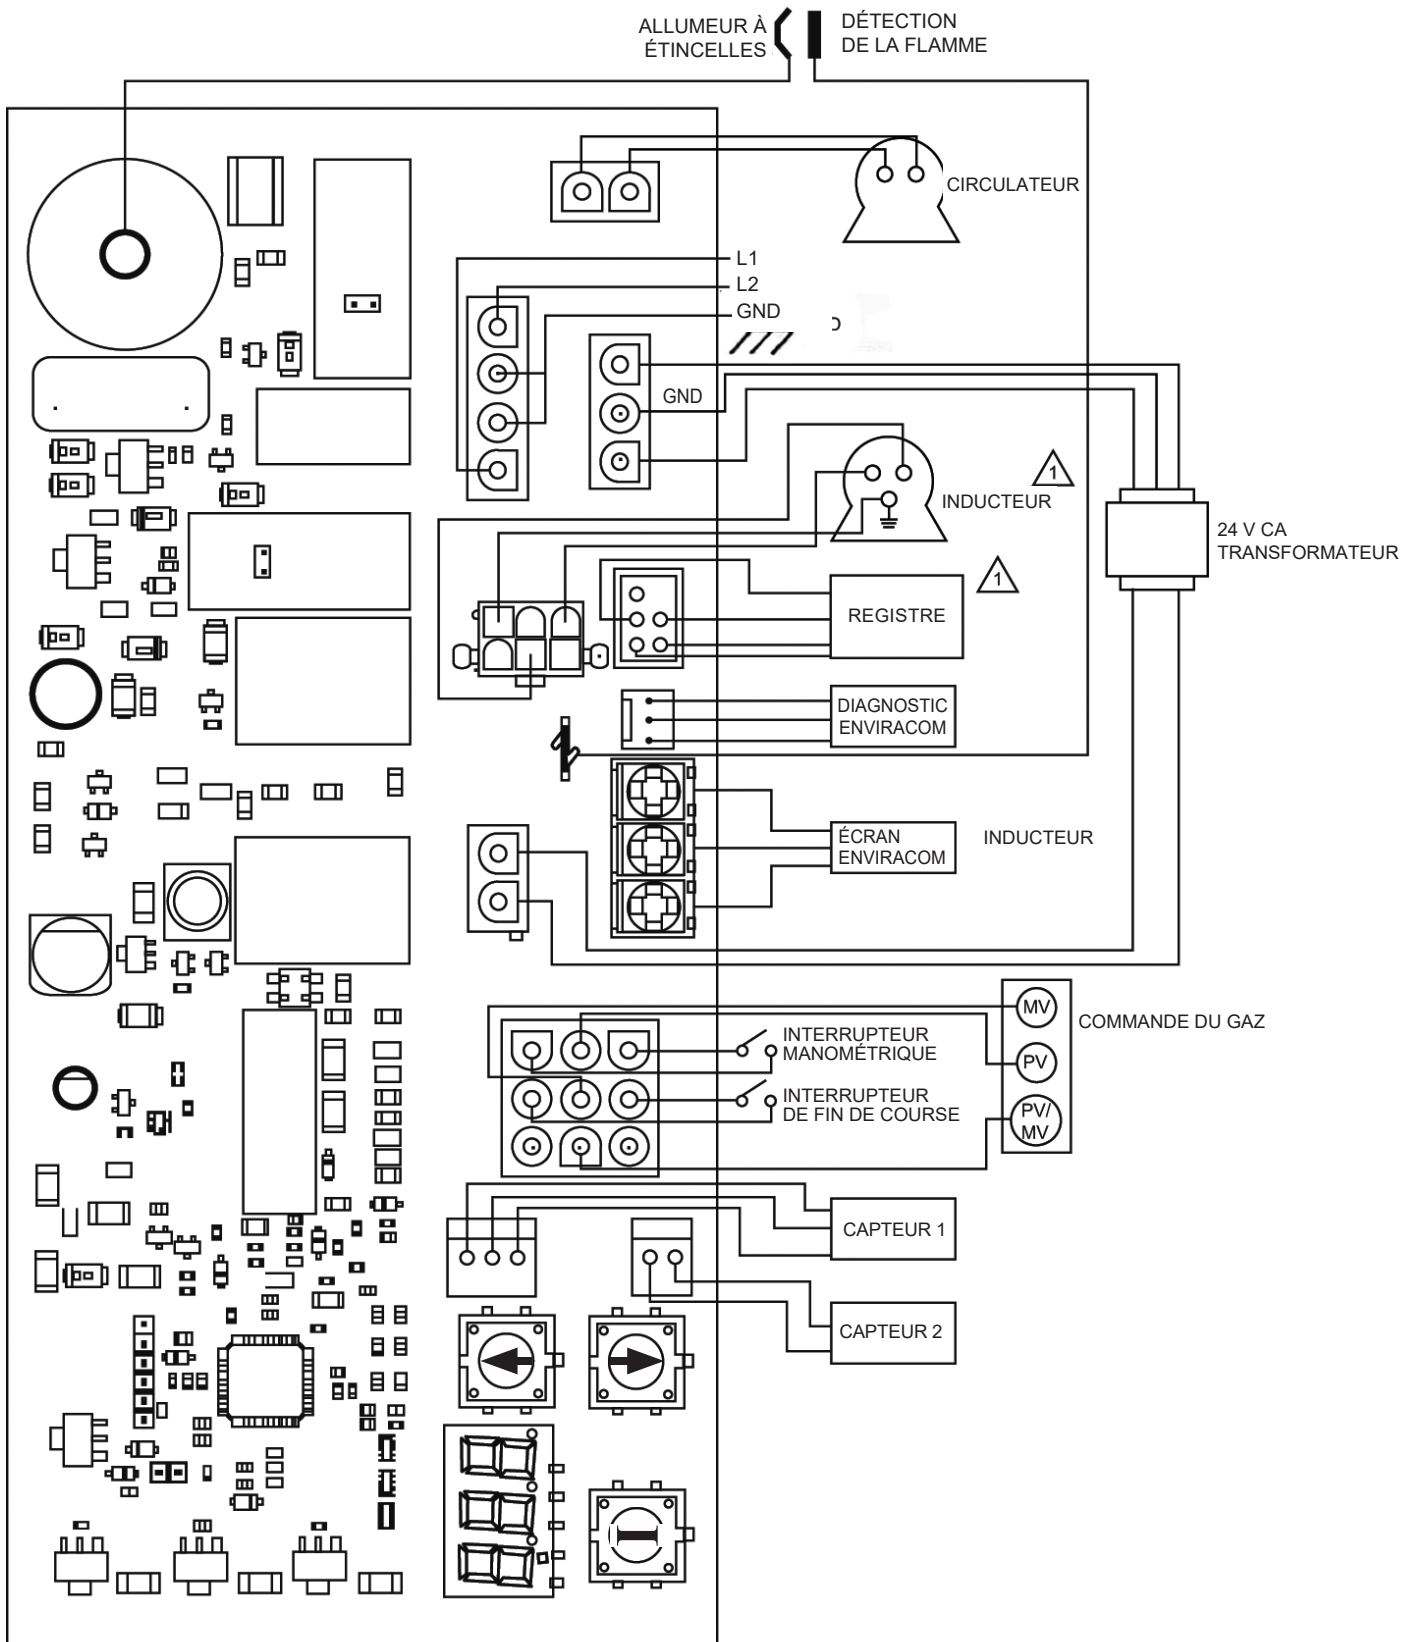 ALLUMEUR À
ÉTINCELLES
DÉTECTION
DE LA FLAMME
CIRCULATEUR
L1
L2
GND
GND
1
INDUCTEUR
24 V CA
TRANSFORMATEUR
1
REGISTRE
DIAGNOSTIC
ENVIRACOM
ÉCRAN
ENVIRACOM
INDUCTEUR
MV
COMMANDE DU GAZ
INTERRUPTEUR
MANOMÉTRIQUE
PV
INTERRUPTEUR
DE FIN DE COURSE
PV/
MV
CAPTEUR 1
CAPTEUR 2